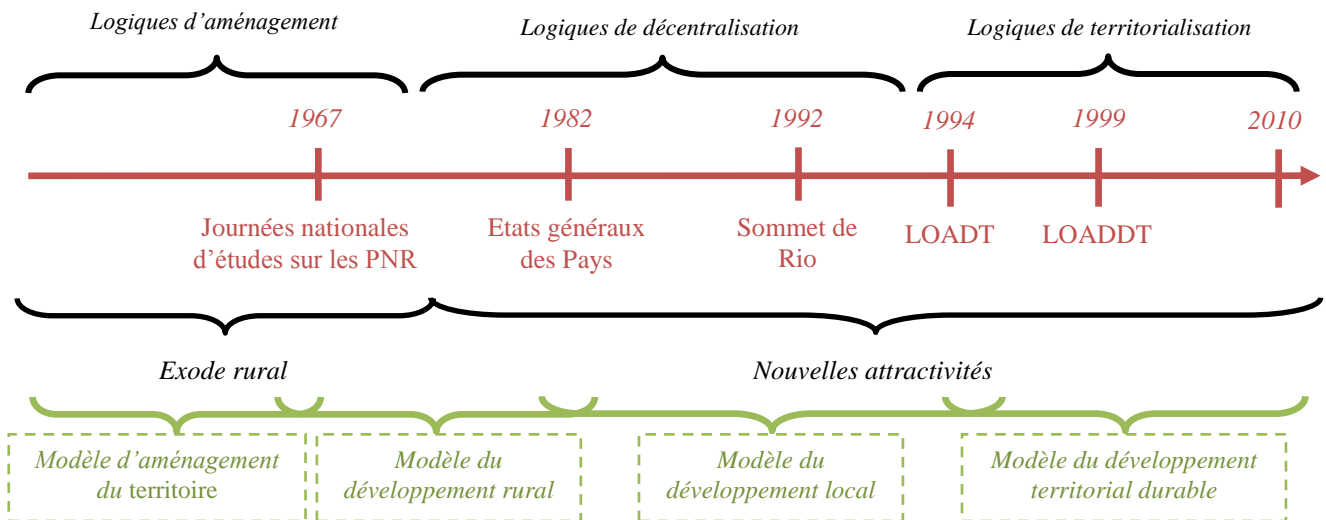 Logiques d’aménagement
Logiques de décentralisation
Logiques de territorialisation
1967
1982
1992
1994
1999
2010
Journées nationales
d’études sur les PNR
Etats généraux
des Pays
Sommet de
Rio
LOADT
LOADDT
Exode rural
Nouvelles attractivités
Modèle d’aménagement
du territoire
Modèle du
développement rural
Modèle du
développement local
Modèle du développement
territorial durable